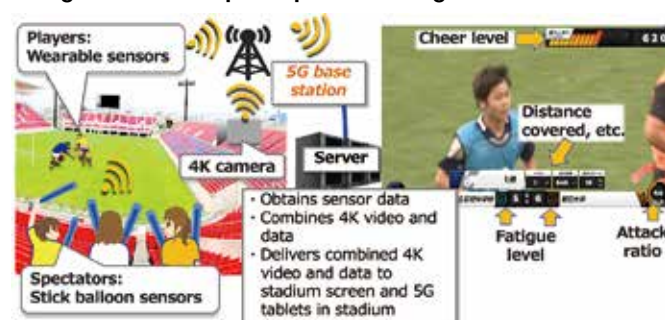 Players:
Wearable sensors
5G base
station
4K camera
Server
Spectators:
Stick balloon sensors
· Obtains sensor data
· Combines 4K video and
data
· Delivers combined 4K
video and data to
stadium screen and 5G
tablets in stadium
Cheer level
Distance
covered, etc.
Fatigue
level
Attack
ratio